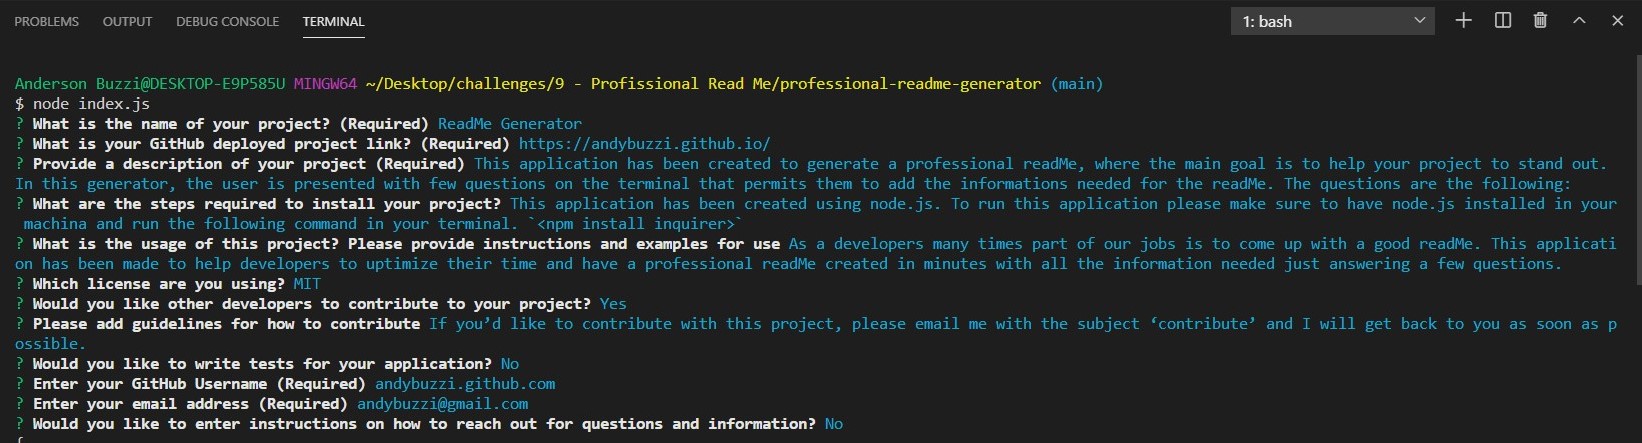 PROBLEMS OUTPUT DEBUG CONSOLE TERMINAL 1: bash
Anderson Buzzi@DESKTOP-E9P585U MINGW64 ~/Desktop/challenges/9 - Profissional Read Me/professional-readme-generator (main)
$ node index.js
? What is the name of your project? (Required) ReadMe Generator
? What is your GitHub deployed project link? (Required) https://andybuzzi.github.io/
? Provide a description of your project (Required) This application has been created to generate a professional readMe, where the main goal is to help your project to stand out.
In this generator, the user is presented with few questions on the terminal that permits them to add the informations needed for the readMe. The questions are the following:
? What are the steps required to install your project? This application has been created using node.js. To run this application please make sure to have node.js installed in your
machina and run the following command in your terminal. `<npm install inquirer>`
? What is the usage of this project? Please provide instructions and examples for use As a developers many times part of our jobs is to come up with a good readMe. This applicati
on has been made to help developers to uptimize their time and have a professional readMe created in minutes with all the information needed just answering a few questions.
? Which license are you using? MIT
? Would you like other developers to contribute to your project? Yes
? Please add guidelines for how to contribute If you’d like to contribute with this project, please email me with the subject ‘contribute’ and I will get back to you as soon as p
ossible.
? Would you like to write tests for your application? No
? Enter your GitHub Username (Required) andybuzzi.github.com
? Enter your email address (Required) andybuzzi@gmail.com
? Would you like to enter instructions on how to reach out for questions and information? No
{